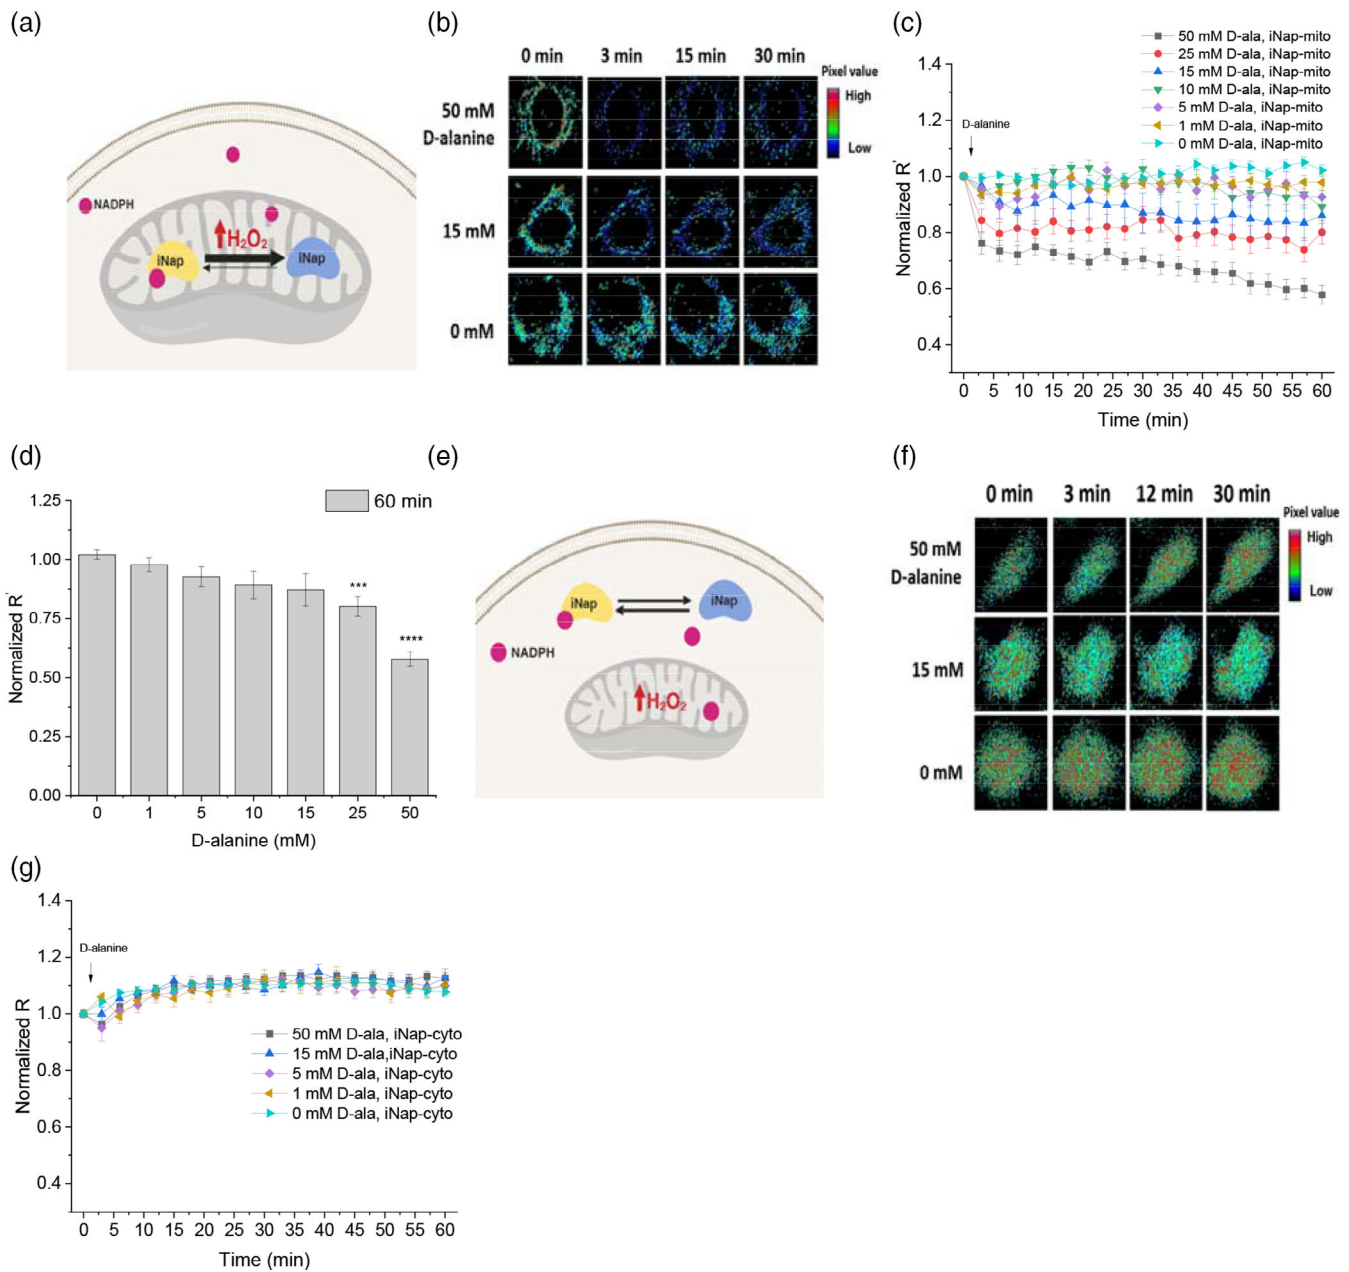 (a)
NADPH
H₂O₂
iNap
iNap
(b)
0 min 3 min 15 min 30 min
Pixel value
High
Low
50 mM
D-alanine
15 mM
0 mM
(c)
50 mM D-ala, iNap-mito
25 mM D-ala, iNap-mito
15 mM D-ala, iNap-mito
10 mM D-ala, iNap-mito
5 mM D-ala, iNap-mito
1 mM D-ala, iNap-mito
0 mM D-ala, iNap-mito
D-alanine
Normalized R'
1.4
1.2
1.0
0.8
0.6
0.4
0 5 10 15 20 25 30 35 40 45 50 55 60
Time (min)
(d)
60 min
Normalized R'
1.25
1.00
0.75
0.50
0.25
0.00
***
****
0 1 5 10 15 25 50
D-alanine (mM)
(e)
iNap
iNap
NADPH
H₂O₂
(f)
0 min 3 min 12 min 30 min
Pixel value
High
Low
50 mM
D-alanine
15 mM
0 mM
(g)
D-alanine
Normalized R
1.4
1.2
1.0
0.8
0.6
0.4
50 mM D-ala, iNap-cyto
15 mM D-ala,iNap-cyto
5 mM D-ala, iNap-cyto
1 mM D-ala, iNap-cyto
0 mM D-ala, iNap-cyto
0 5 10 15 20 25 30 35 40 45 50 55 60
Time (min)